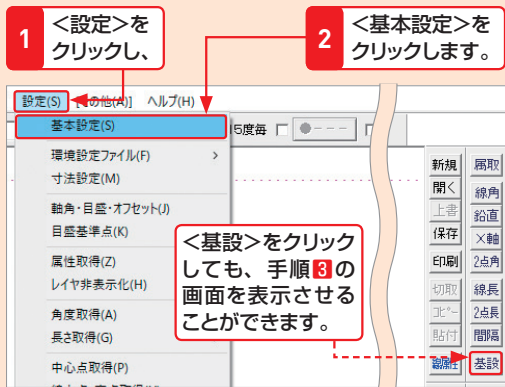 1
<設定>を
クリックし、
2
<基本設定>を
クリックします。
設定(S) [その他(A)] ヘルプ(H)
基本設定(S)
環境設定ファイル(F) >
寸法設定(M)
軸角・目盛・オフセット(J)
目盛基準点(K)
属性取得(Z)
レイヤ非表示化(H)
角度取得(A)
長さ取得(G)
中心点取得(P)
5度毎
<基設>をクリック
しても、手順3の
画面を表示させる
ことができます。
新規 属取
開く 線角
上書 鉛直
保存 ×軸
印刷 2点角
切取 線長
コピー 2点長
貼付 間隔
基設